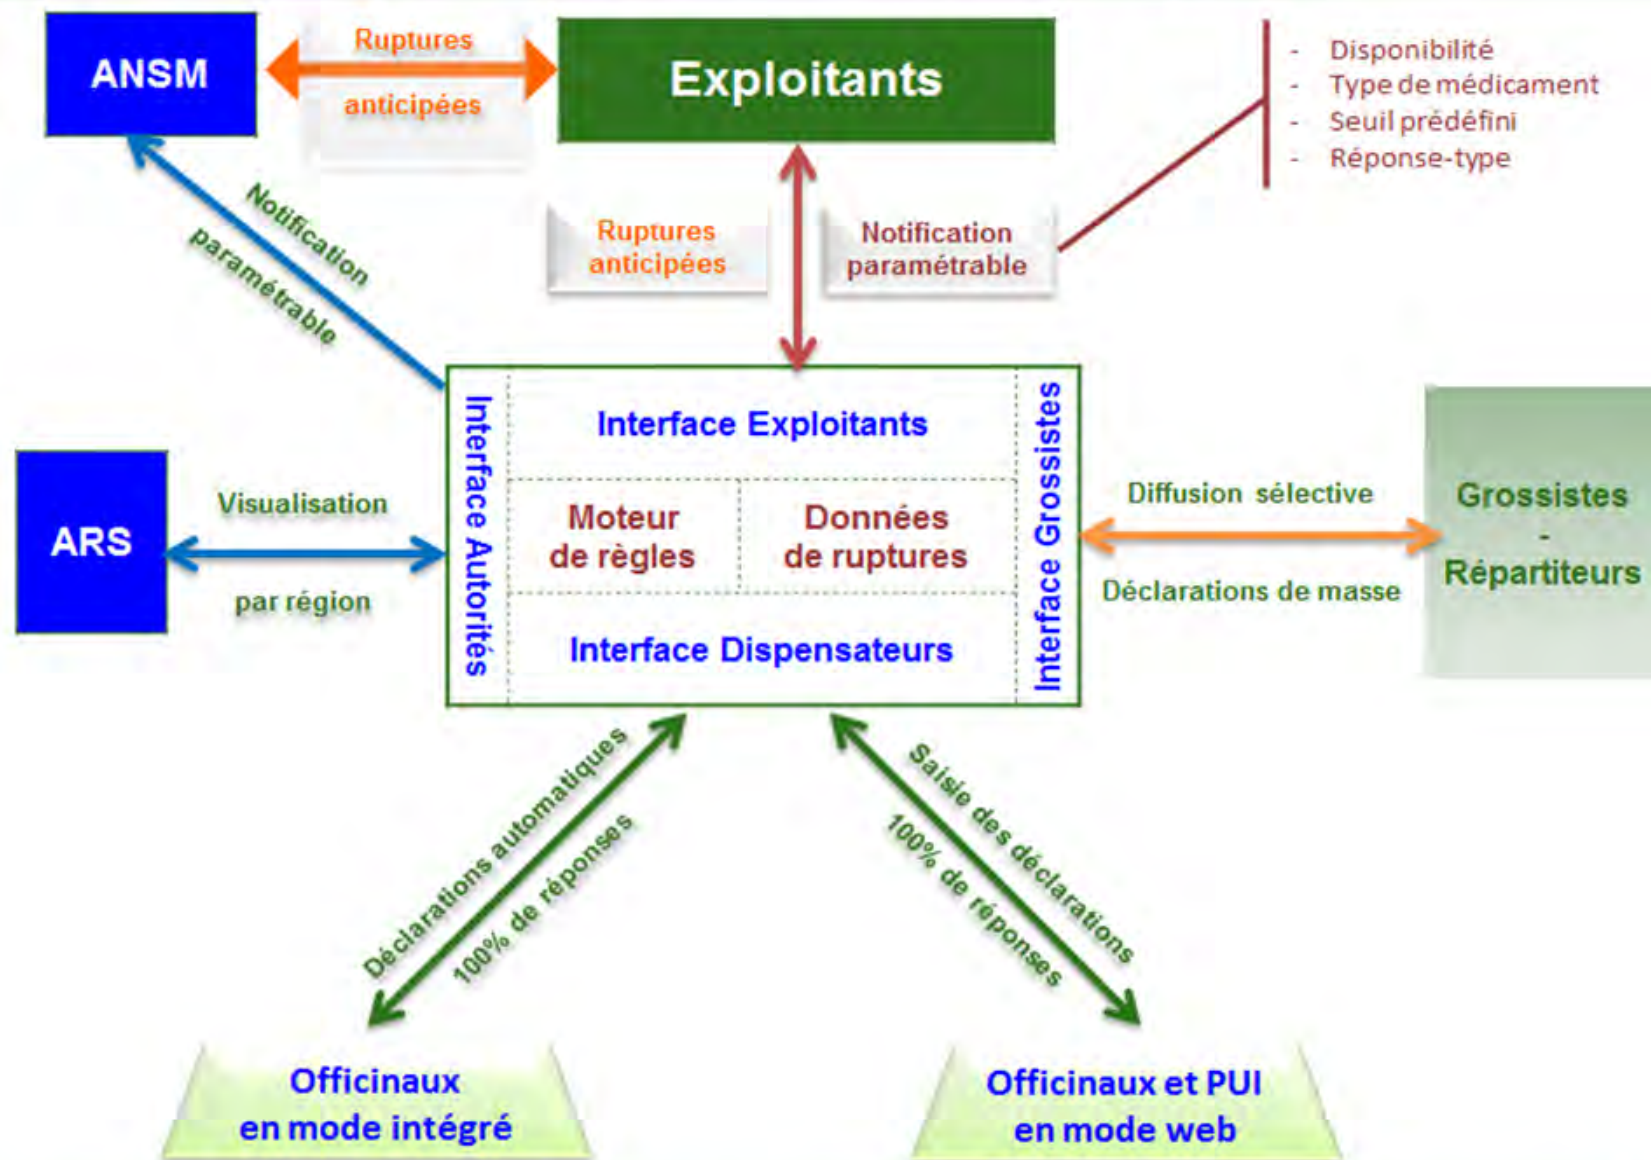 ANSM
Ruptures
anticipées
Exploitants
- Disponibilité
- Type de médicament
- Seuil prédéfini
- Réponse-type
Notification
paramétrable
Ruptures
anticipées
Notification
paramétrable
ARS
Visualisation
par région
Interface Autorités
Interface Exploitants
Moteur
de règles
Données
de ruptures
Interface Dispensateurs
Interface Grossistes
Diffusion sélective
Déclarations de masse
Grossistes
-
Répartiteurs
Déclarations automatiques
100% de réponses
Saisie des déclarations
100% de réponses
Officinaux
en mode intégré
Officinaux et PUI
en mode web